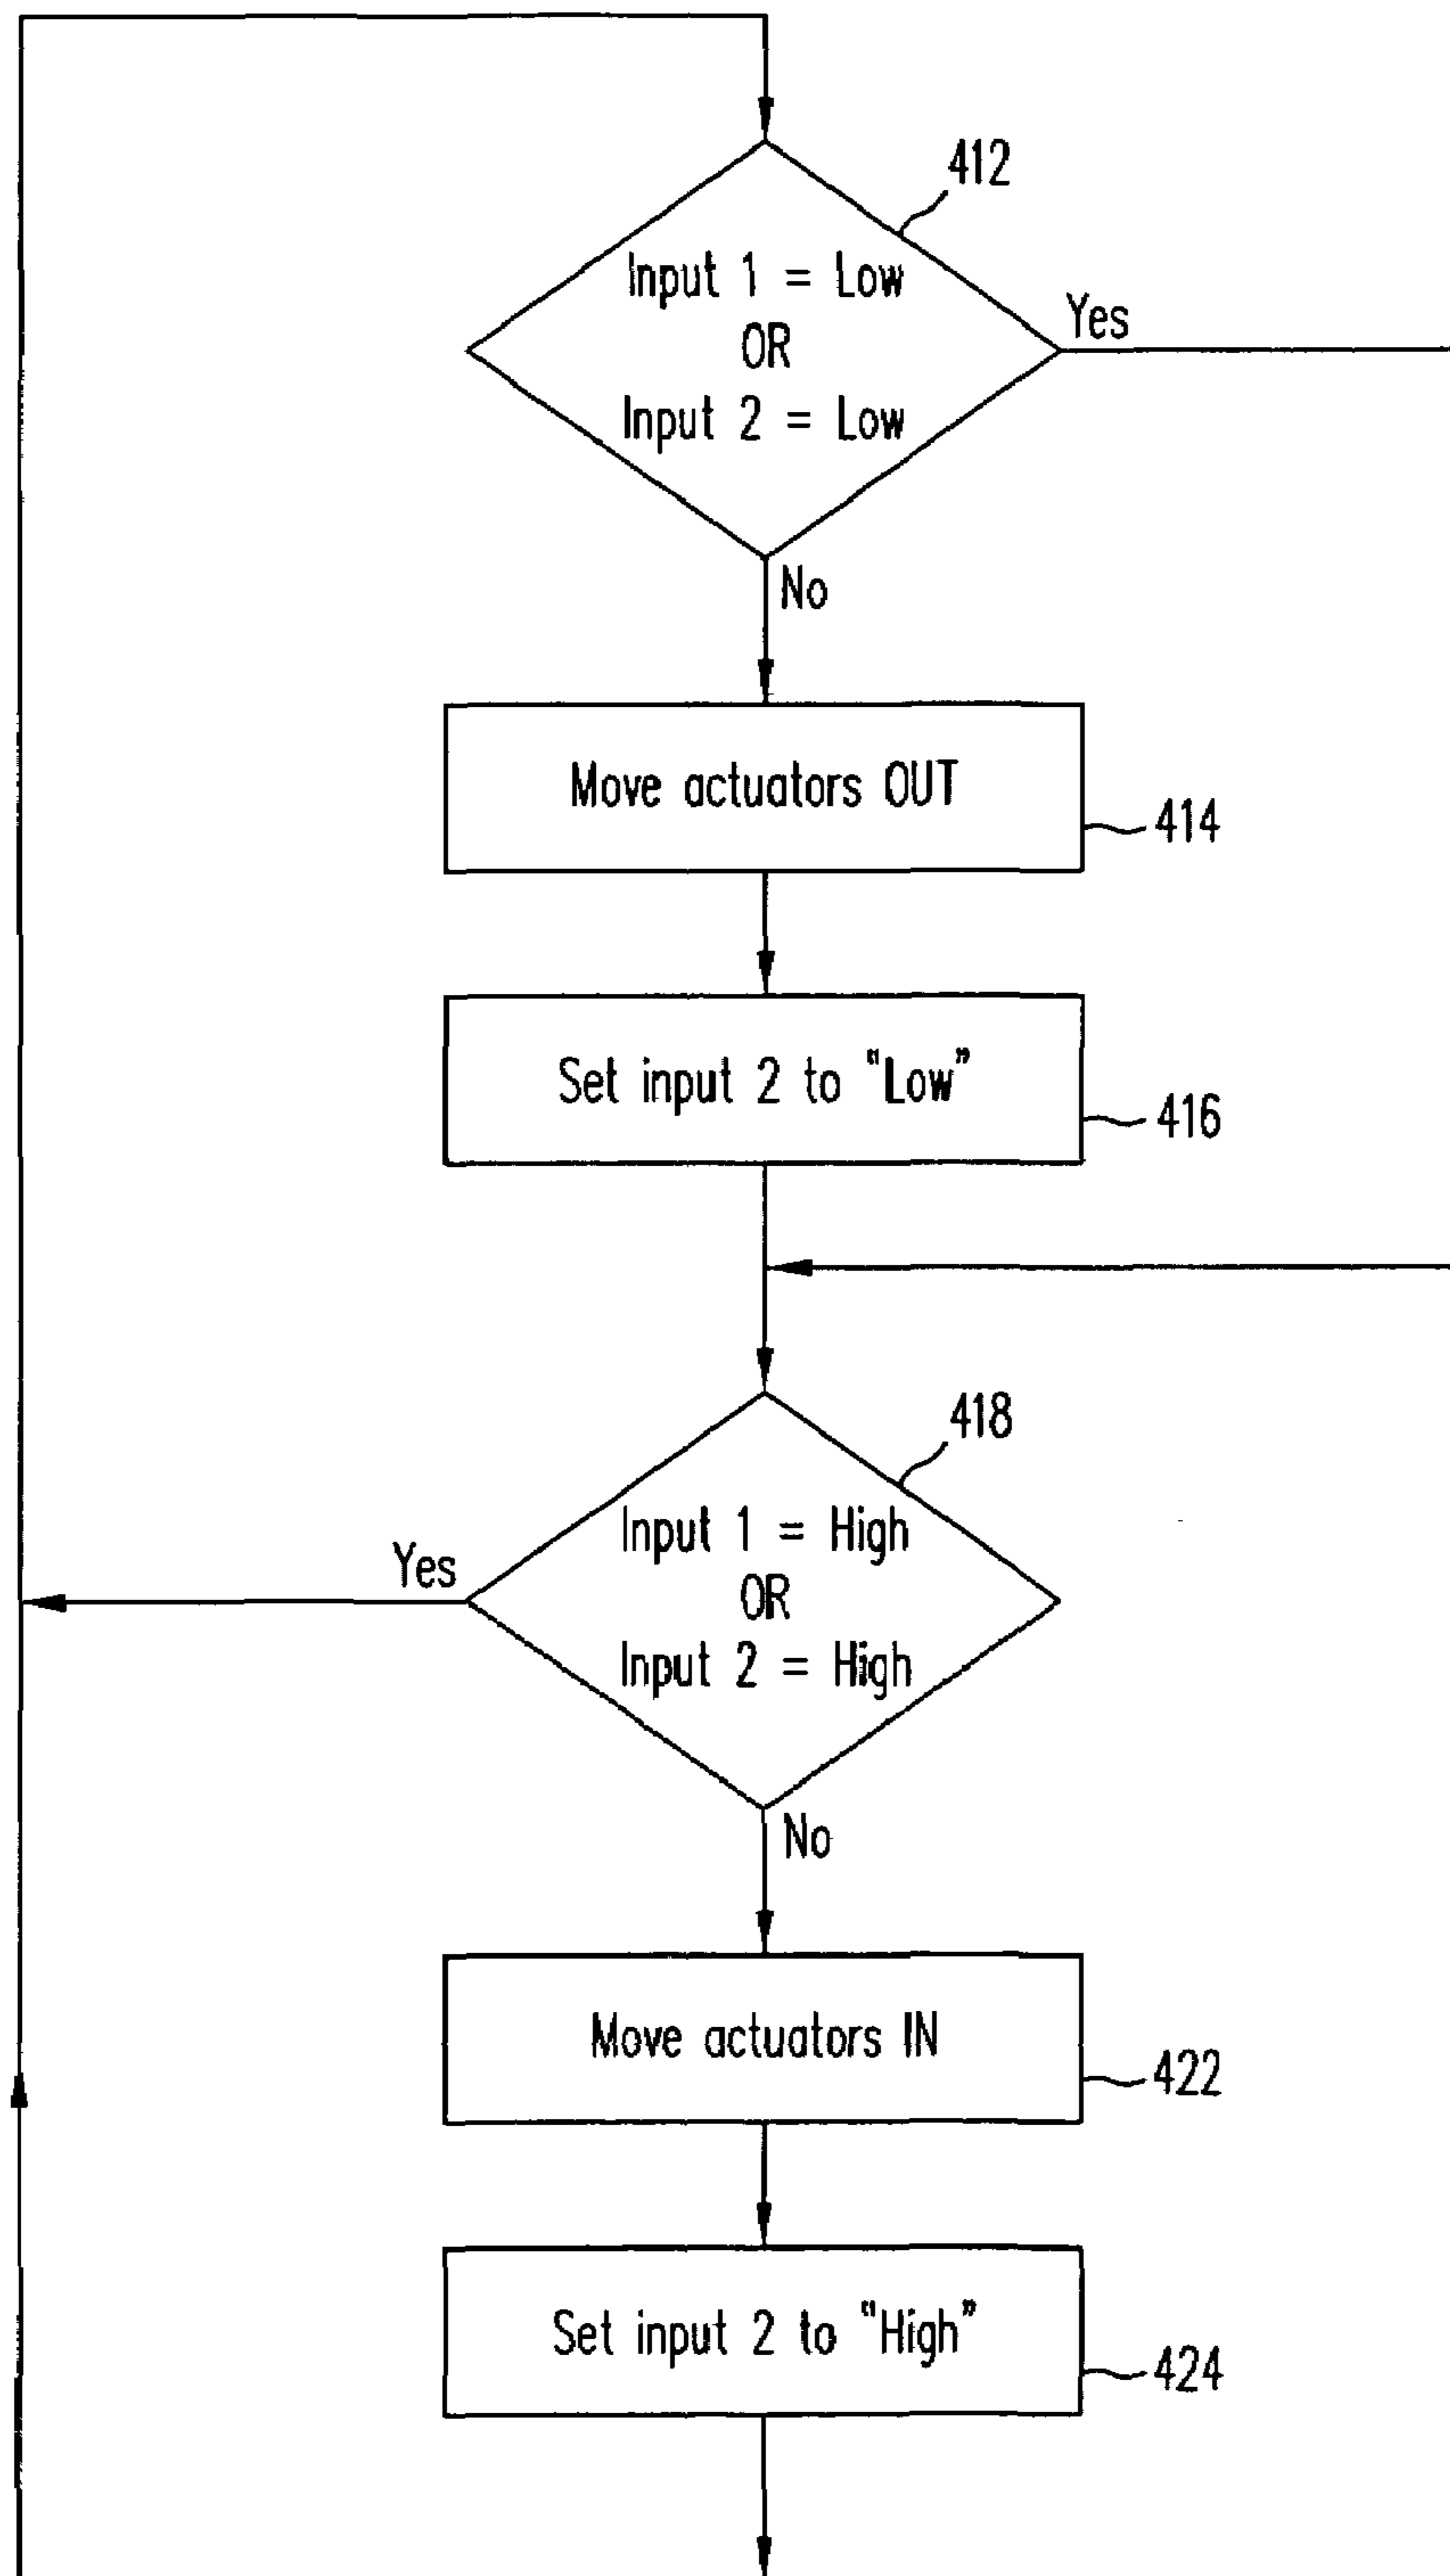 412
Input 1 = Low
OR
Input 2 = Low
Yes
No
Move actuators OUT
414
Set input 2 to “Low”
416
418
Input 1 = High
OR
Input 2 = High
Yes
No
Move actuators IN
422
Set input 2 to “High”
424